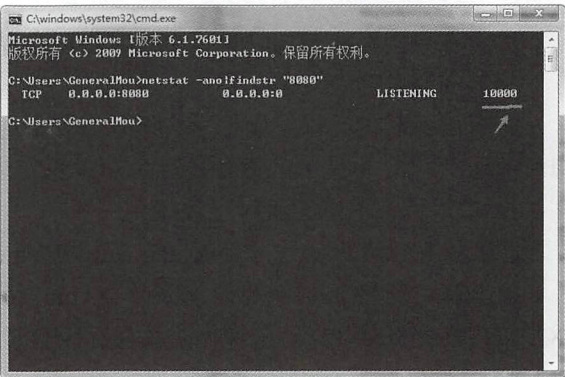 C:\windows\system32\cmd.exe
Microsoft Windows [版本 6.1.7601]
版权所有 (c) 2009 Microsoft Corporation。保留所有权利。
C:\Users\GeneralMou>netstat -ano|findstr "8080"
TCP 0.0.0.0:8080 0.0.0.0:0 LISTENING 10000
C:\Users\GeneralMou>